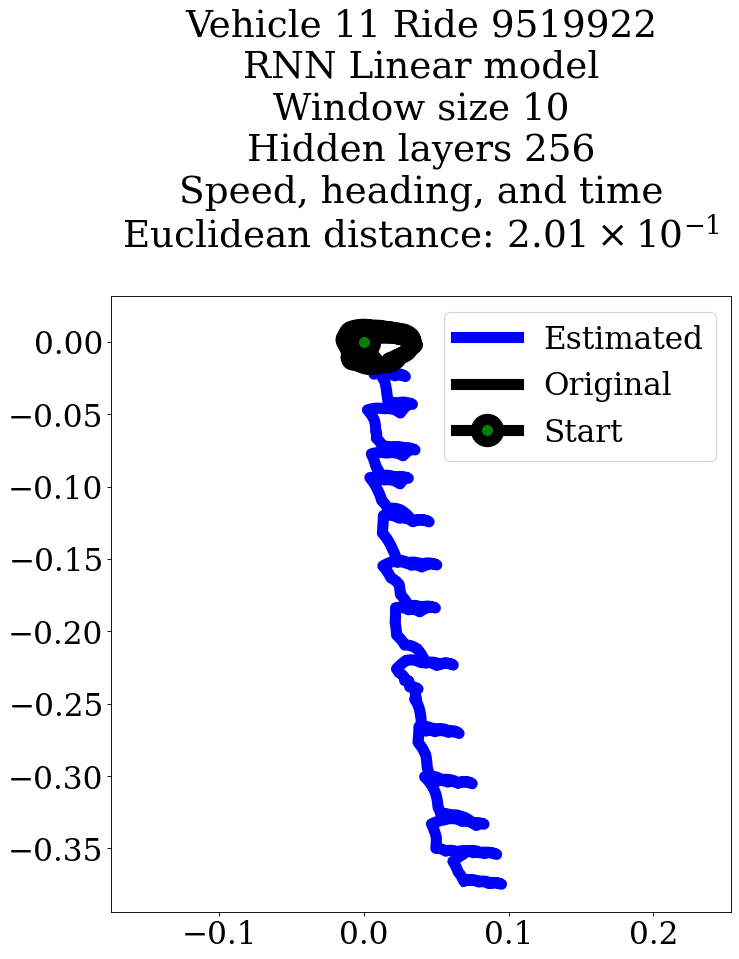 Vehicle 11 Ride 9519922
RNN Linear model
Window size 10
Hidden layers 256
Speed, heading, and time
Euclidean distance: 2.01 × 10⁻¹
Estimated
Original
Start
0.00
−0.05
−0.10
−0.15
−0.20
−0.25
−0.30
−0.35
−0.1
0.0
0.1
0.2